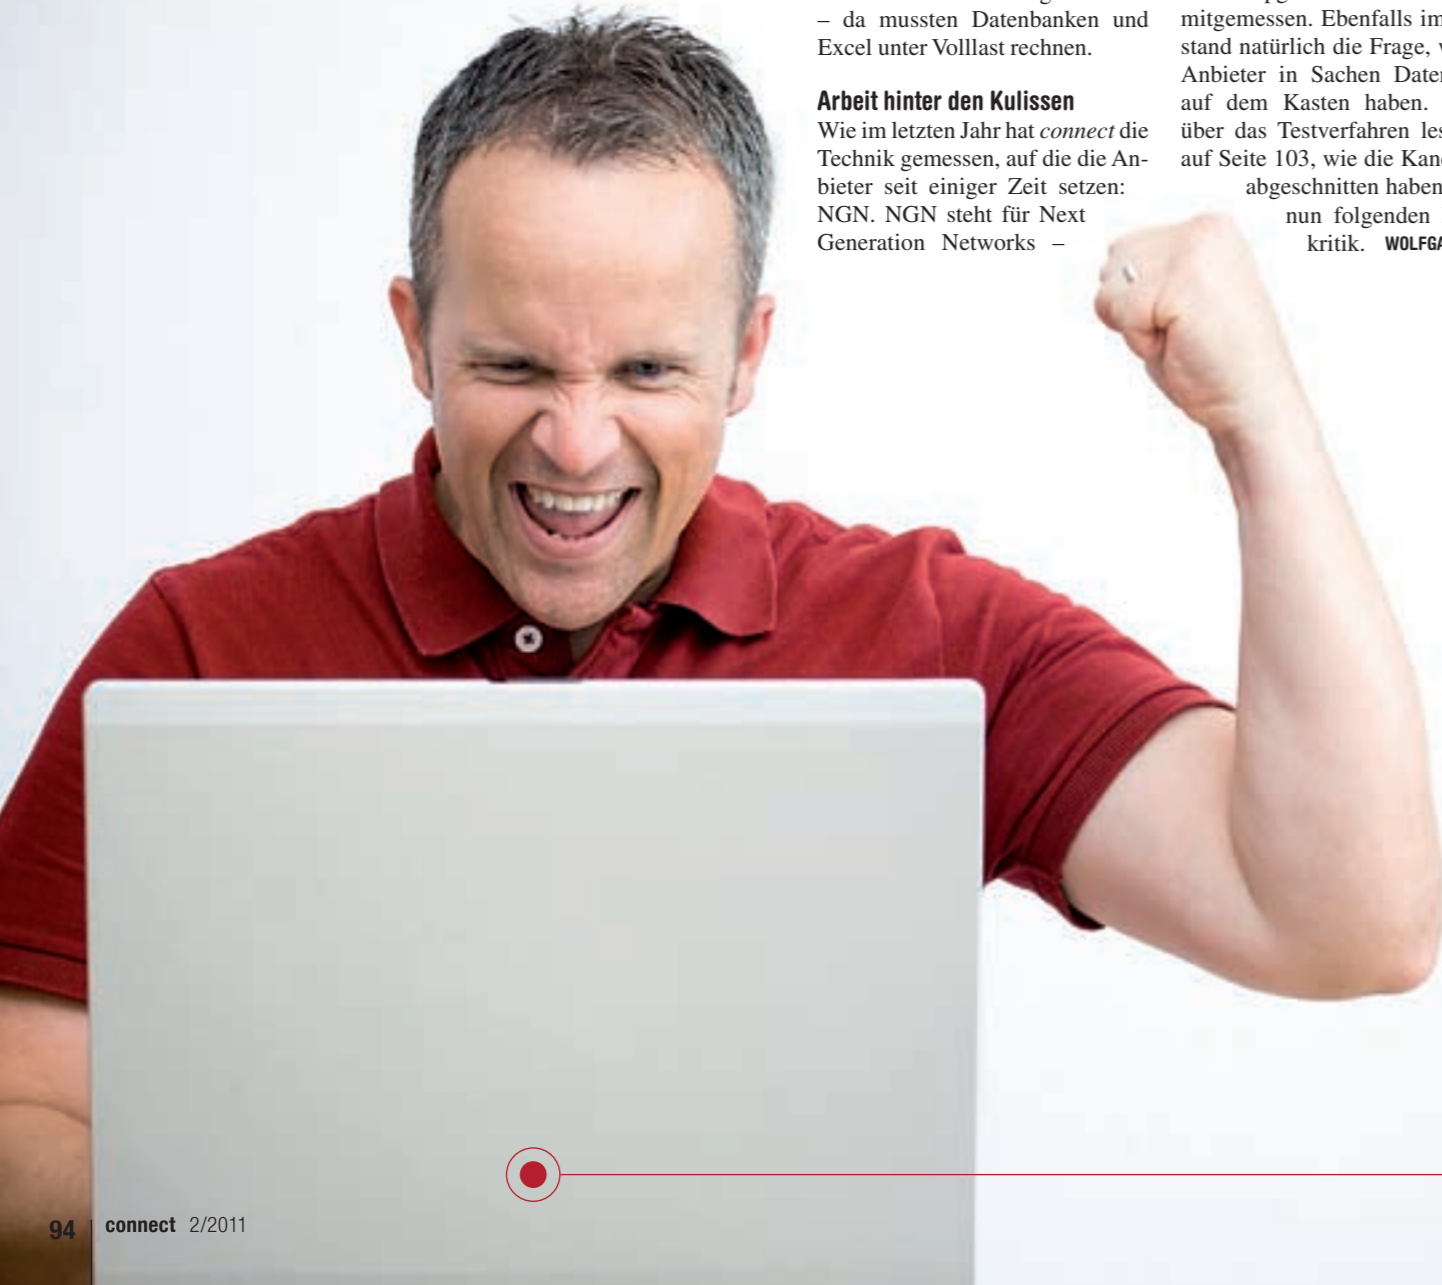 – da mussten Datenbanken und
Excel unter Volllast rechnen.
Arbeit hinter den Kulissen
Wie im letzten Jahr hat connect die
Technik gemessen, auf die die An-
bieter seit einiger Zeit setzen:
NGN. NGN steht für Next
Generation Networks –
mitgemessen. Ebenfalls im
stand natürlich die Frage,
Anbieter in Sachen
auf dem Kasten haben.
über das Testverfahren
auf Seite 103, wie die
abgeschnitten haben
nun folgenden
kritik.
94 connect 2/2011